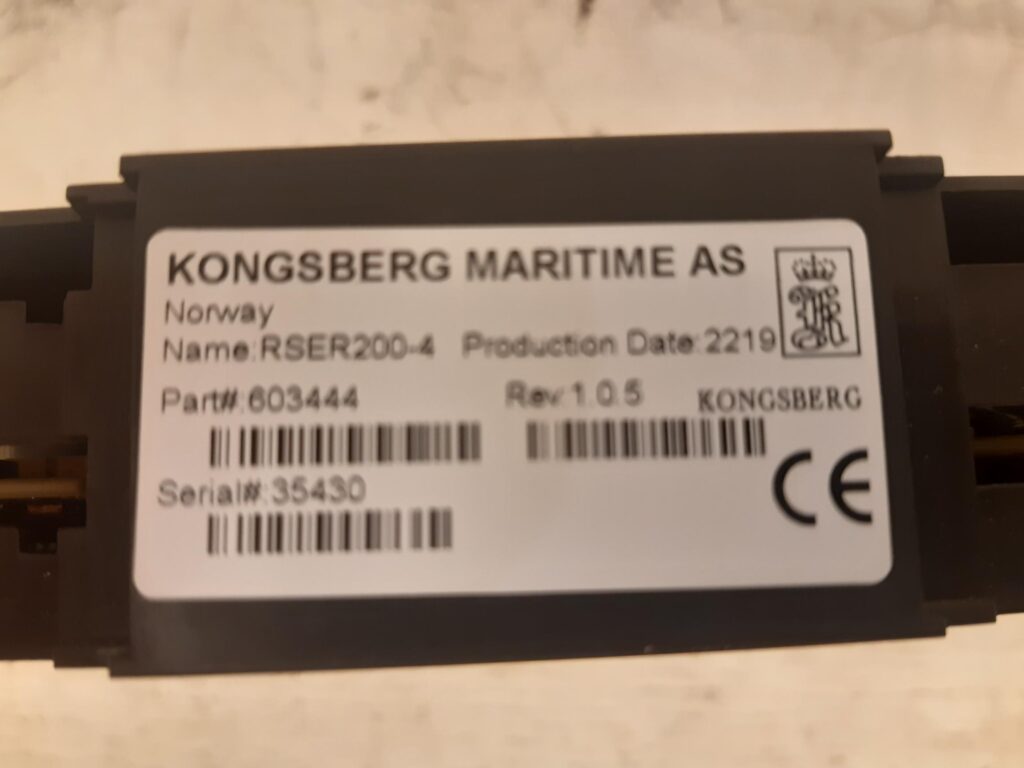 KONGSBERG MARITIME AS
Norway
Name:RSER200-4 Production Date:2219
Part#:603444 Rev:1.0.5 KONGSBERG
Serial#:35430
CE